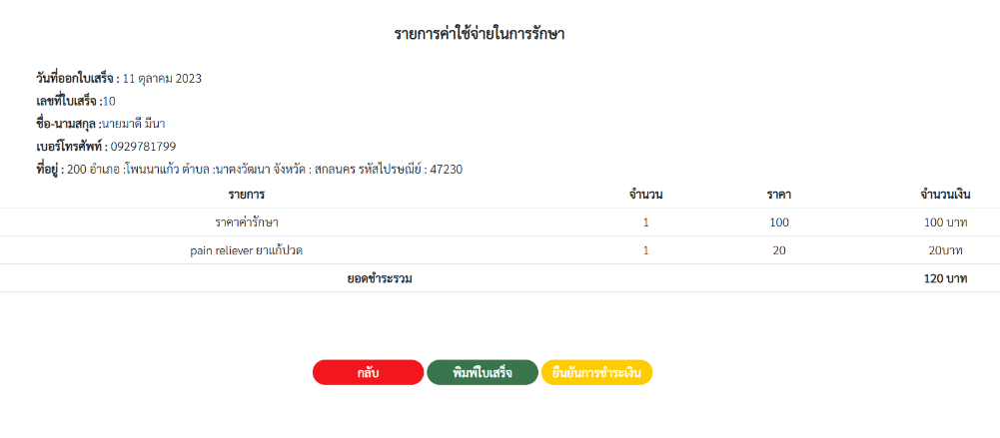 รายการค่าใช้จ่ายในการรักษา
วันที่ออกใบเสร็จ : 11 ตุลาคม 2023
เลขที่ใบเสร็จ :10
ชื่อ-นามสกุล :นายมาดี มีนา
เบอร์โทรศัพท์ : 0929781799
ที่อยู่ : 200 อำเภอ :โพนนาแก้ว ตำบล :นาตงวัฒนา จังหวัด : สกลนคร รหัสไปรษณีย์ : 47230
รายการ จำนวน ราคา จำนวนเงิน
ราคาค่ารักษา 1 100 100 บาท
pain reliever ยาแก้ปวด 1 20 20บาท
ยอดชำระรวม 120 บาท
กลับ พิมพ์ใบเสร็จ ยืนยันการชำระเงิน